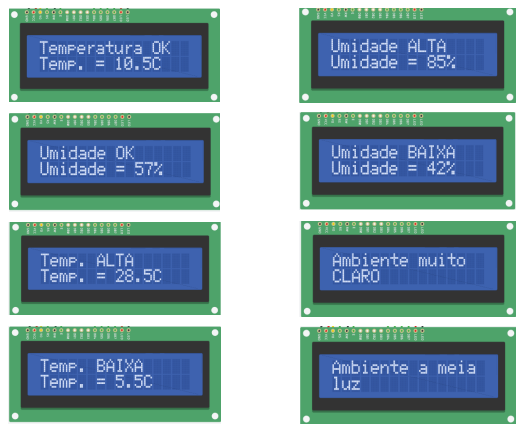 Temperatura OK
Temp. = 10.5C
Umidade OK
Umidade = 57%
Temp. ALTA
Temp. = 28.5C
Temp. BAIXA
Temp. = 5.5C
Umidade ALTA
Umidade = 85%
Umidade BAIXA
Umidade = 42%
Ambiente muito
CLARO
Ambiente a meia
luz